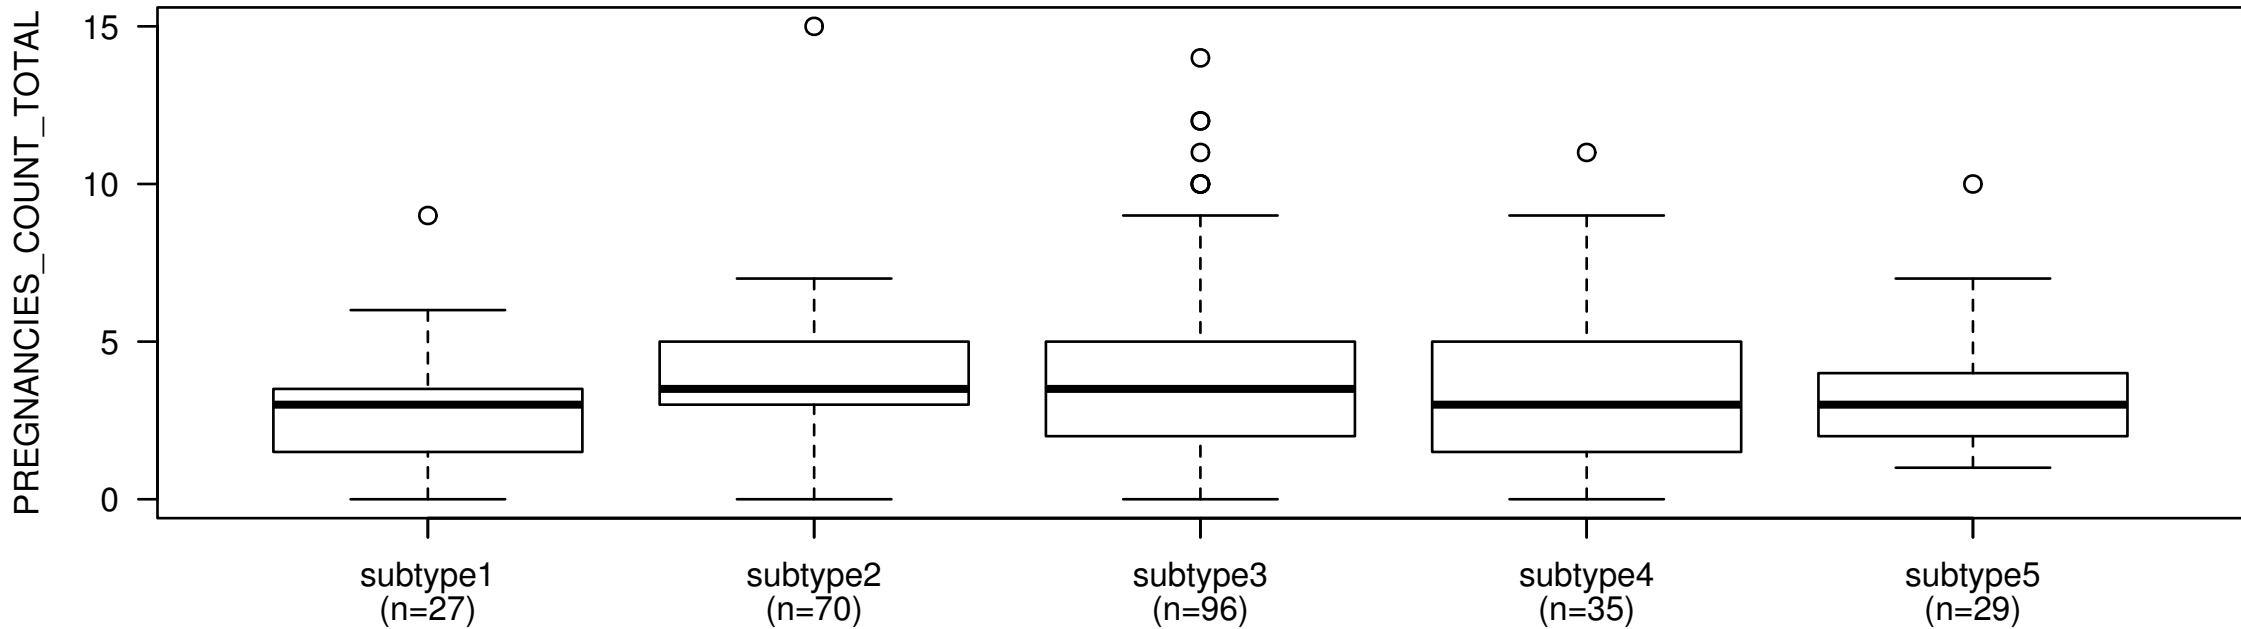 PREGNANCIES_COUNT_TOTAL
15
10
5
0
subtype1
(n=27)
subtype2
(n=70)
subtype3
(n=96)
subtype4
(n=35)
subtype5
(n=29)